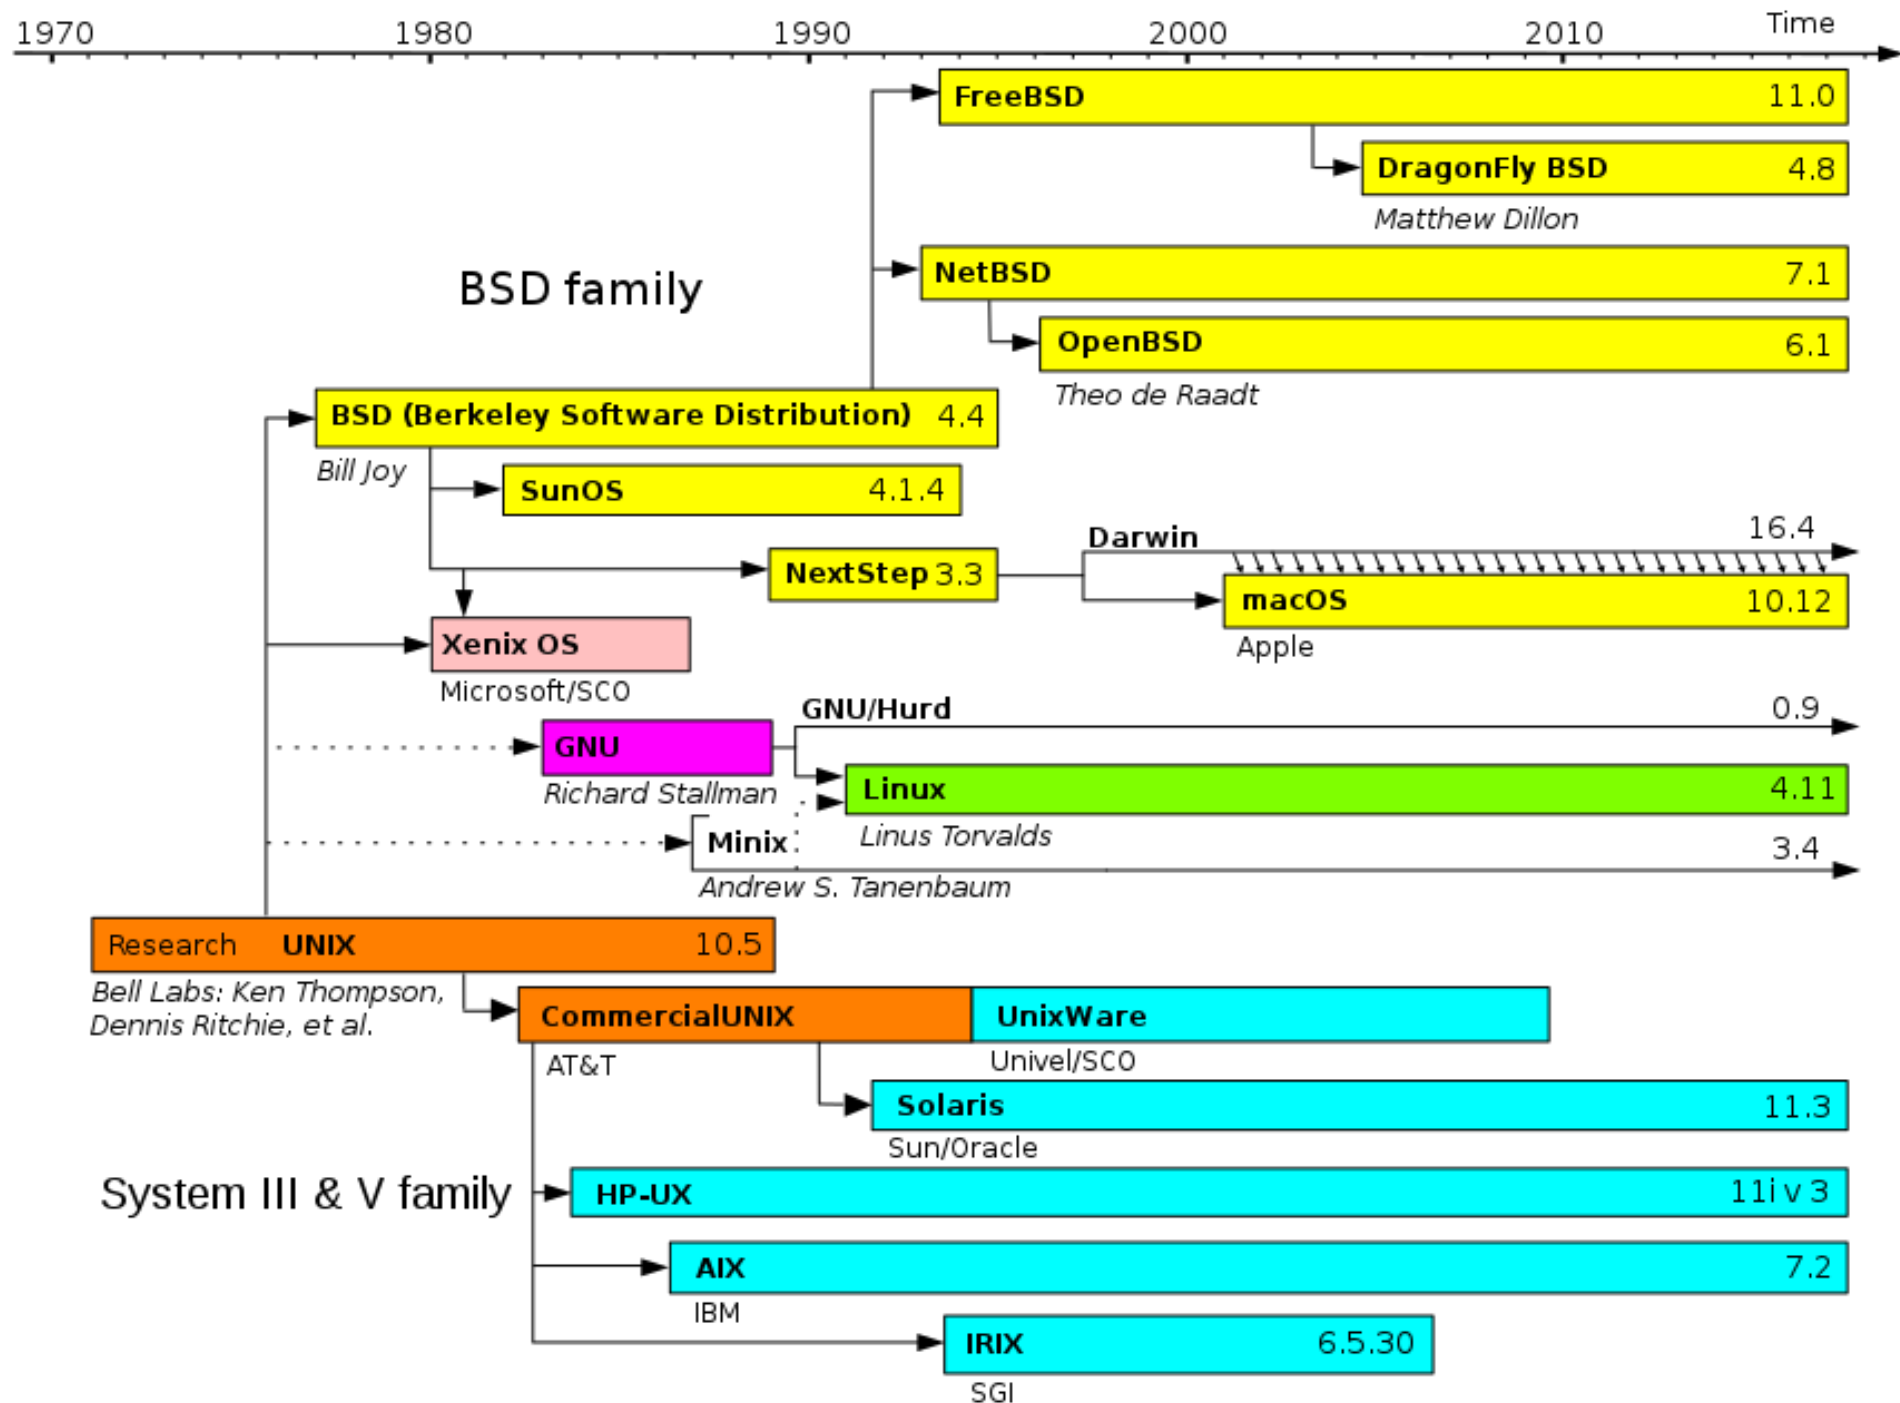 1970 1980 1990 2000 2010 Time
FreeBSD 11.0
DragonFly BSD 4.8
Matthew Dillon
BSD family
NetBSD 7.1
OpenBSD 6.1
Theo de Raadt
BSD (Berkeley Software Distribution) 4.4
Bill Joy
SunOS 4.1.4
Darwin 16.4
NextStep 3.3
macOS 10.12
Apple
Xenix OS
Microsoft/SCO
GNU/Hurd 0.9
GNU
Richard Stallman
Linux 4.11
Linus Torvalds
Minix 3.4
Andrew S. Tanenbaum
Research UNIX 10.5
Bell Labs: Ken Thompson,
Dennis Ritchie, et al.
CommercialUNIX UnixWare
AT&T Univel/SCO
Solaris 11.3
Sun/Oracle
System III & V family
HP-UX 11i v 3
AIX 7.2
IBM
IRIX 6.5.30
SGI